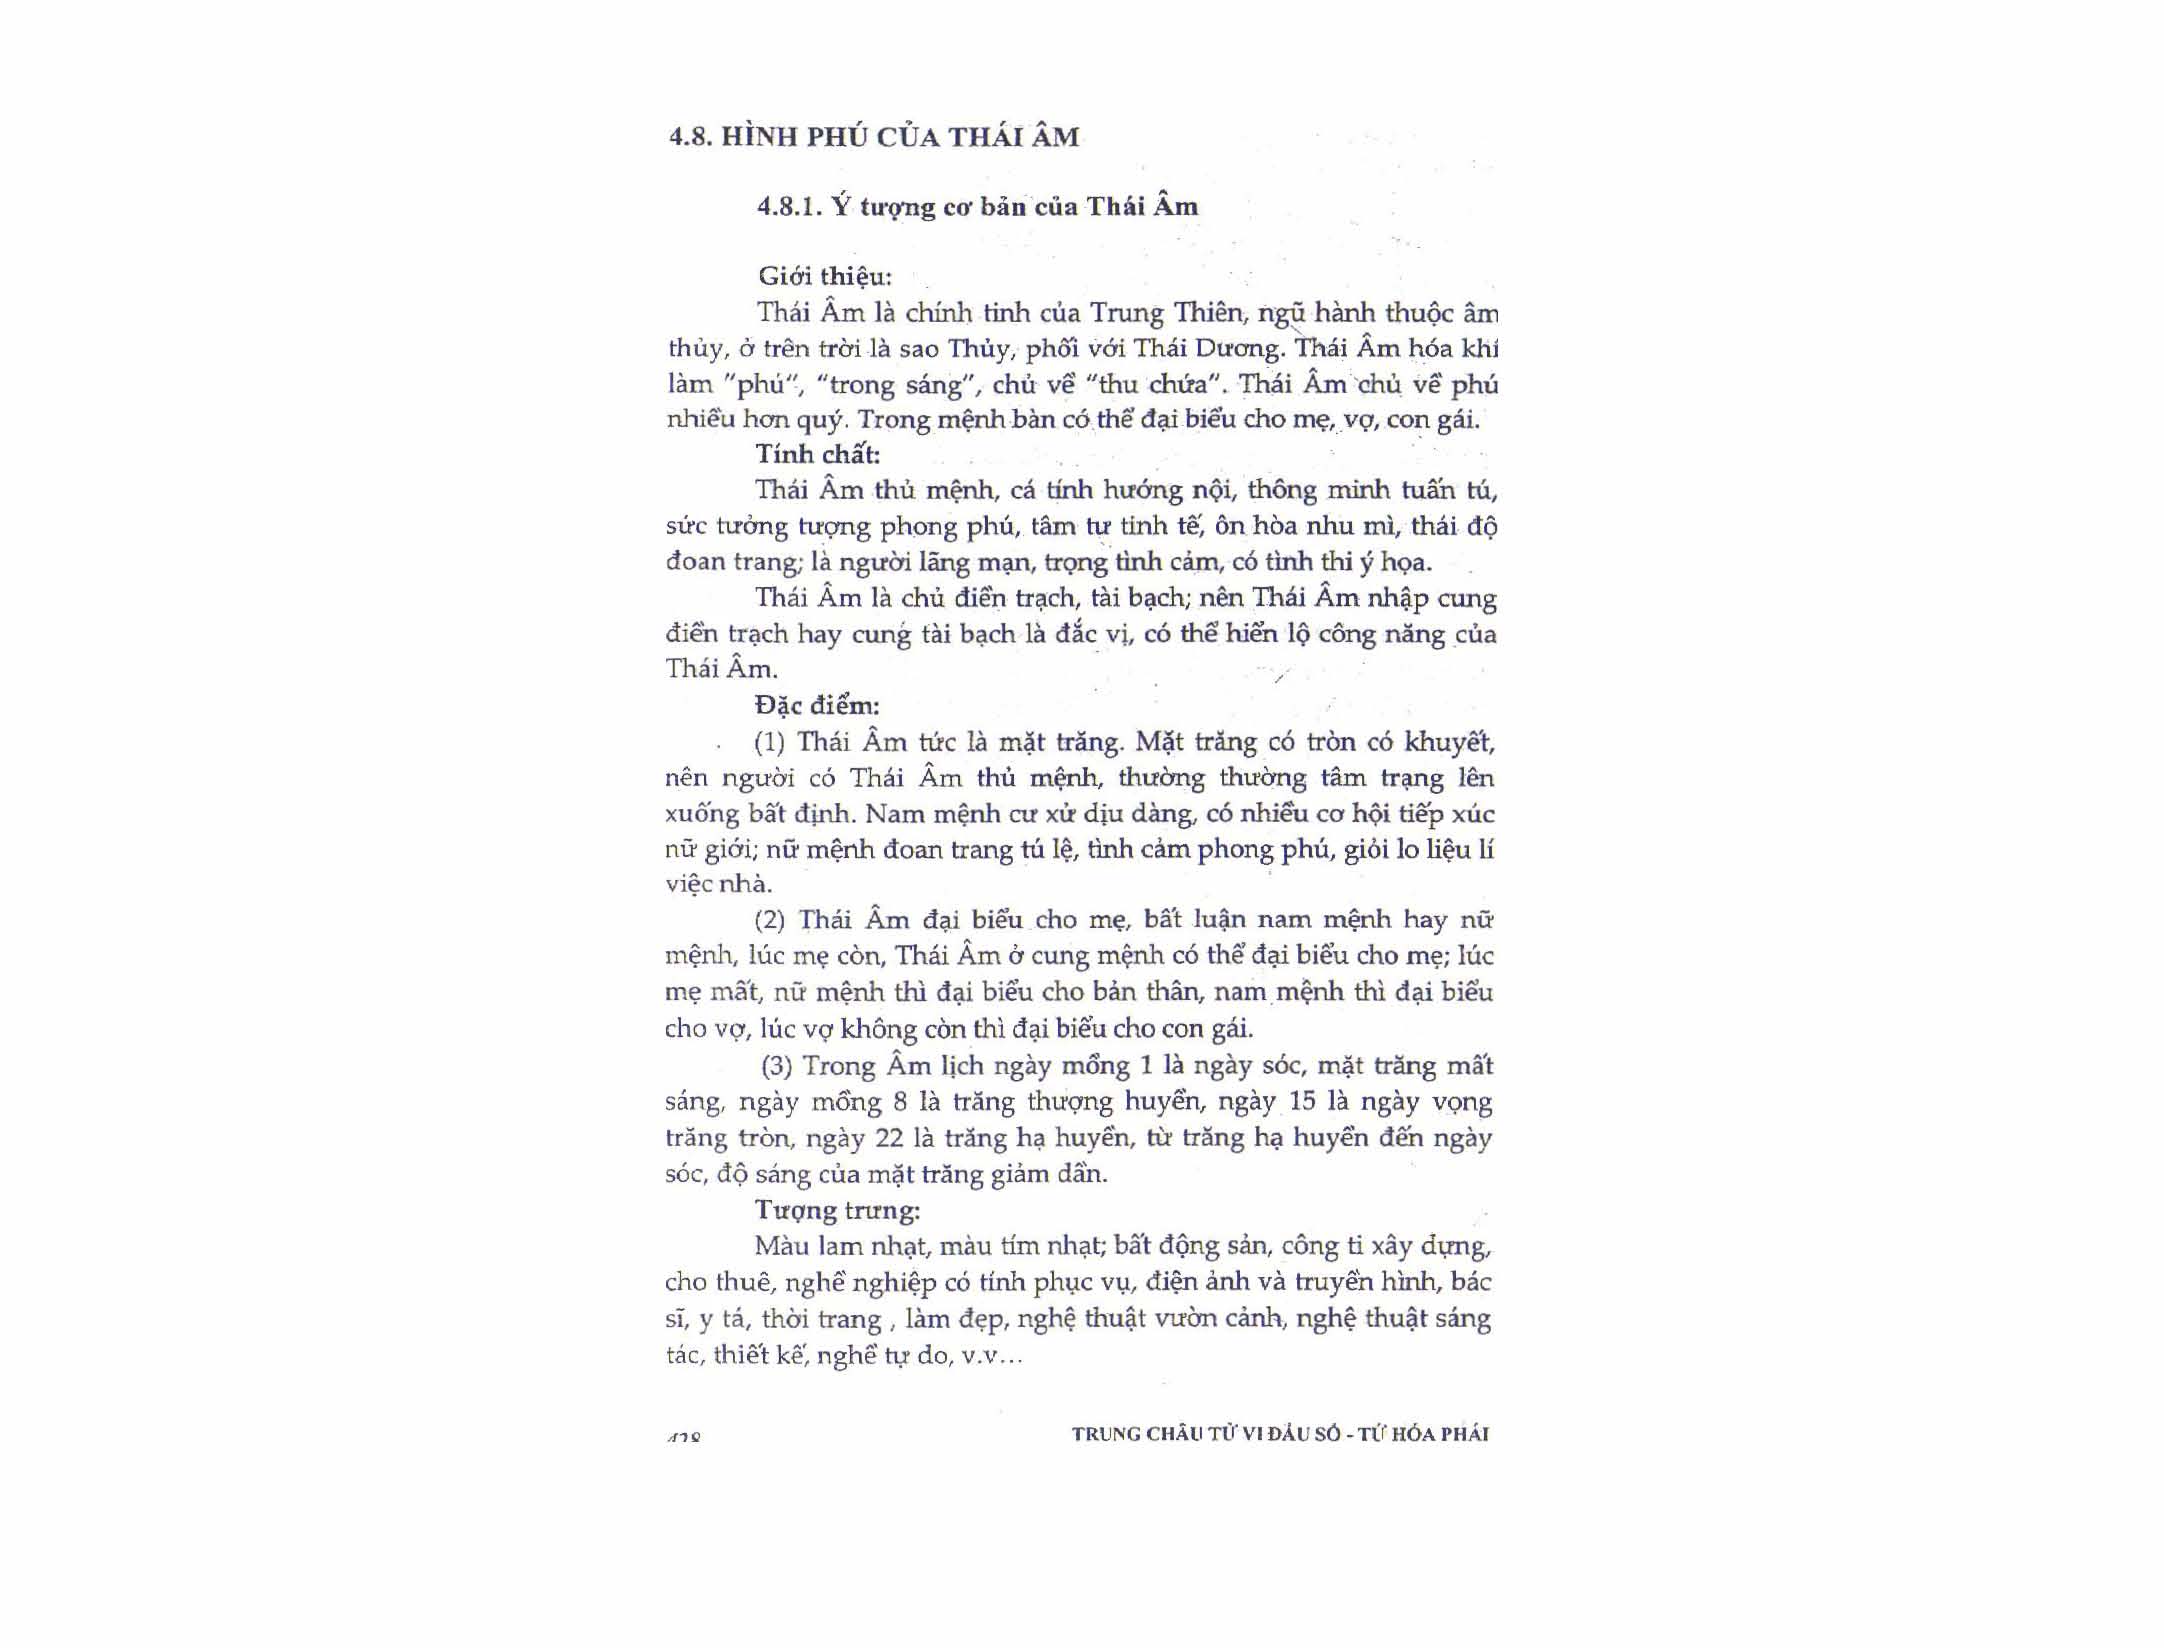 4.8. HÌNH PHÚ CỦA THÁI ÂM
4.8.1. Ý tượng cơ bản của Thái Âm
Giới thiệu:
Thái Âm là chính tinh của Trung Thiên, ngũ hành thuộc âm
thủy, ở trên trời là sao Thủy, phối với Thái Dương. Thái Âm hóa khí
làm "phú", "trong sáng", chủ về "thu chứa". Thái Âm chủ về phú
nhiều hơn quý. Trong mệnh bàn có thể đại biểu cho mẹ, vợ, con gái.
Tính chất:
Thái Âm thủ mệnh, cá tính hướng nội, thông minh tuấn tú,
sức tưởng tượng phong phú, tâm tư tinh tế, ôn hòa nhu mì, thái độ
đoan trang; là người lãng mạn, trọng tình cảm, có tình thi ý họa.
Thái Âm là chủ điền trạch, tài bạch; nên Thái Âm nhập cung
điền trạch hay cung tài bạch là đắc vị, có thể hiển lộ công năng của
Thái Âm.
Đặc điểm:
(1) Thái Âm tức là mặt trăng. Mặt trăng có tròn có khuyết,
nên người có Thái Âm thủ mệnh, thường thường tâm trạng lên
xuống bất định. Nam mệnh cư xử dịu dàng, có nhiều cơ hội tiếp xúc
nữ giới; nữ mệnh đoan trang tú lệ, tình cảm phong phú, giỏi lo liệu lí
việc nhà.
(2) Thái Âm đại biểu cho mẹ, bất luận nam mệnh hay nữ
mệnh, lúc mẹ còn, Thái Âm ở cung mệnh có thể đại biểu cho mẹ; lúc
mẹ mất, nữ mệnh thì đại biểu cho bản thân, nam mệnh thì đại biểu
cho vợ, lúc vợ không còn thì đại biểu cho con gái.
(3) Trong Âm lịch ngày mồng 1 là ngày sóc, mặt trăng mất
sáng, ngày mồng 8 là trăng thượng huyền, ngày 15 là ngày vọng
trăng tròn, ngày 22 là trăng hạ huyền, từ trăng hạ huyền đến ngày
sóc, độ sáng của mặt trăng giảm dần.
Tượng trưng:
Màu lam nhạt, màu tím nhạt; bất động sản, công ti xây dựng,
cho thuê, nghề nghiệp có tính phục vụ, điện ảnh và truyền hình, bác
sĩ, y tá, thời trang , làm đẹp, nghệ thuật vườn cảnh, nghệ thuật sáng
tác, thiết kế, nghề tự do, v.v...
TRUNG CHÂU TỬ VI ĐẨU SỐ - TỨ HÓA PHÁI